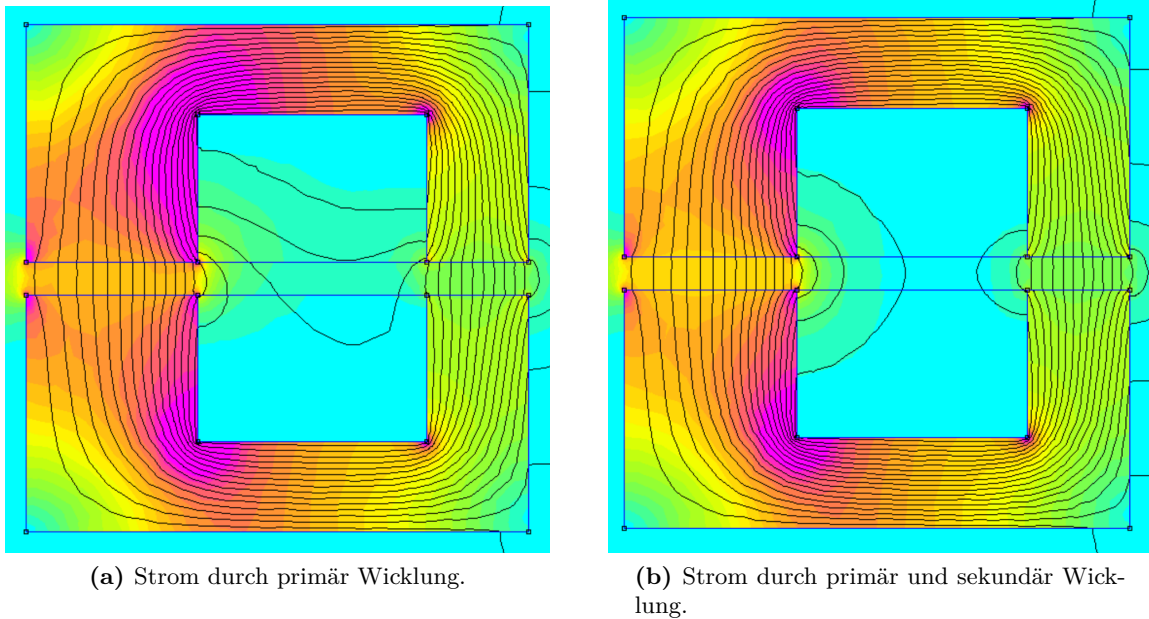 (a) Strom durch primär Wicklung.
(b) Strom durch primär und sekundär Wick-
lung.